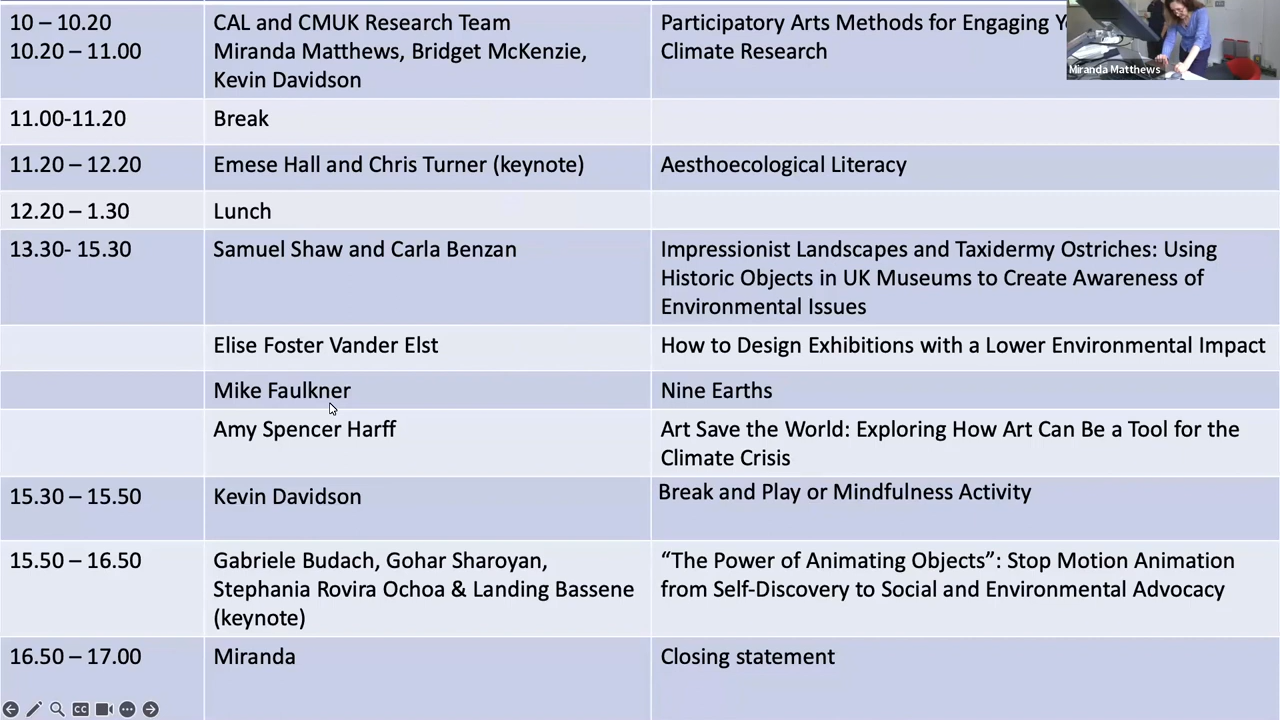 10 – 10.20 CAL and CMUK Research Team Participatory Arts Methods for Engaging
10.20 – 11.00 Miranda Matthews, Bridget McKenzie, Climate Research
Kevin Davidson
Miranda Matthews
11.00-11.20 Break
11.20 – 12.20 Emese Hall and Chris Turner (keynote) Aesthoecological Literacy
12.20 – 1.30 Lunch
13.30- 15.30 Samuel Shaw and Carla Benzan Impressionist Landscapes and Taxidermy Ostriches: Using
Historic Objects in UK Museums to Create Awareness of
Environmental Issues
Elise Foster Vander Elst How to Design Exhibitions with a Lower Environmental Impact
Mike Faulkner Nine Earths
Amy Spencer Harff Art Save the World: Exploring How Art Can Be a Tool for the
Climate Crisis
15.30 – 15.50 Kevin Davidson Break and Play or Mindfulness Activity
15.50 – 16.50 Gabriele Budach, Gohar Sharoyan, “The Power of Animating Objects”: Stop Motion Animation
Stephania Rovira Ochoa & Landing Bassene from Self-Discovery to Social and Environmental Advocacy
(keynote)
16.50 – 17.00 Miranda Closing statement
CC